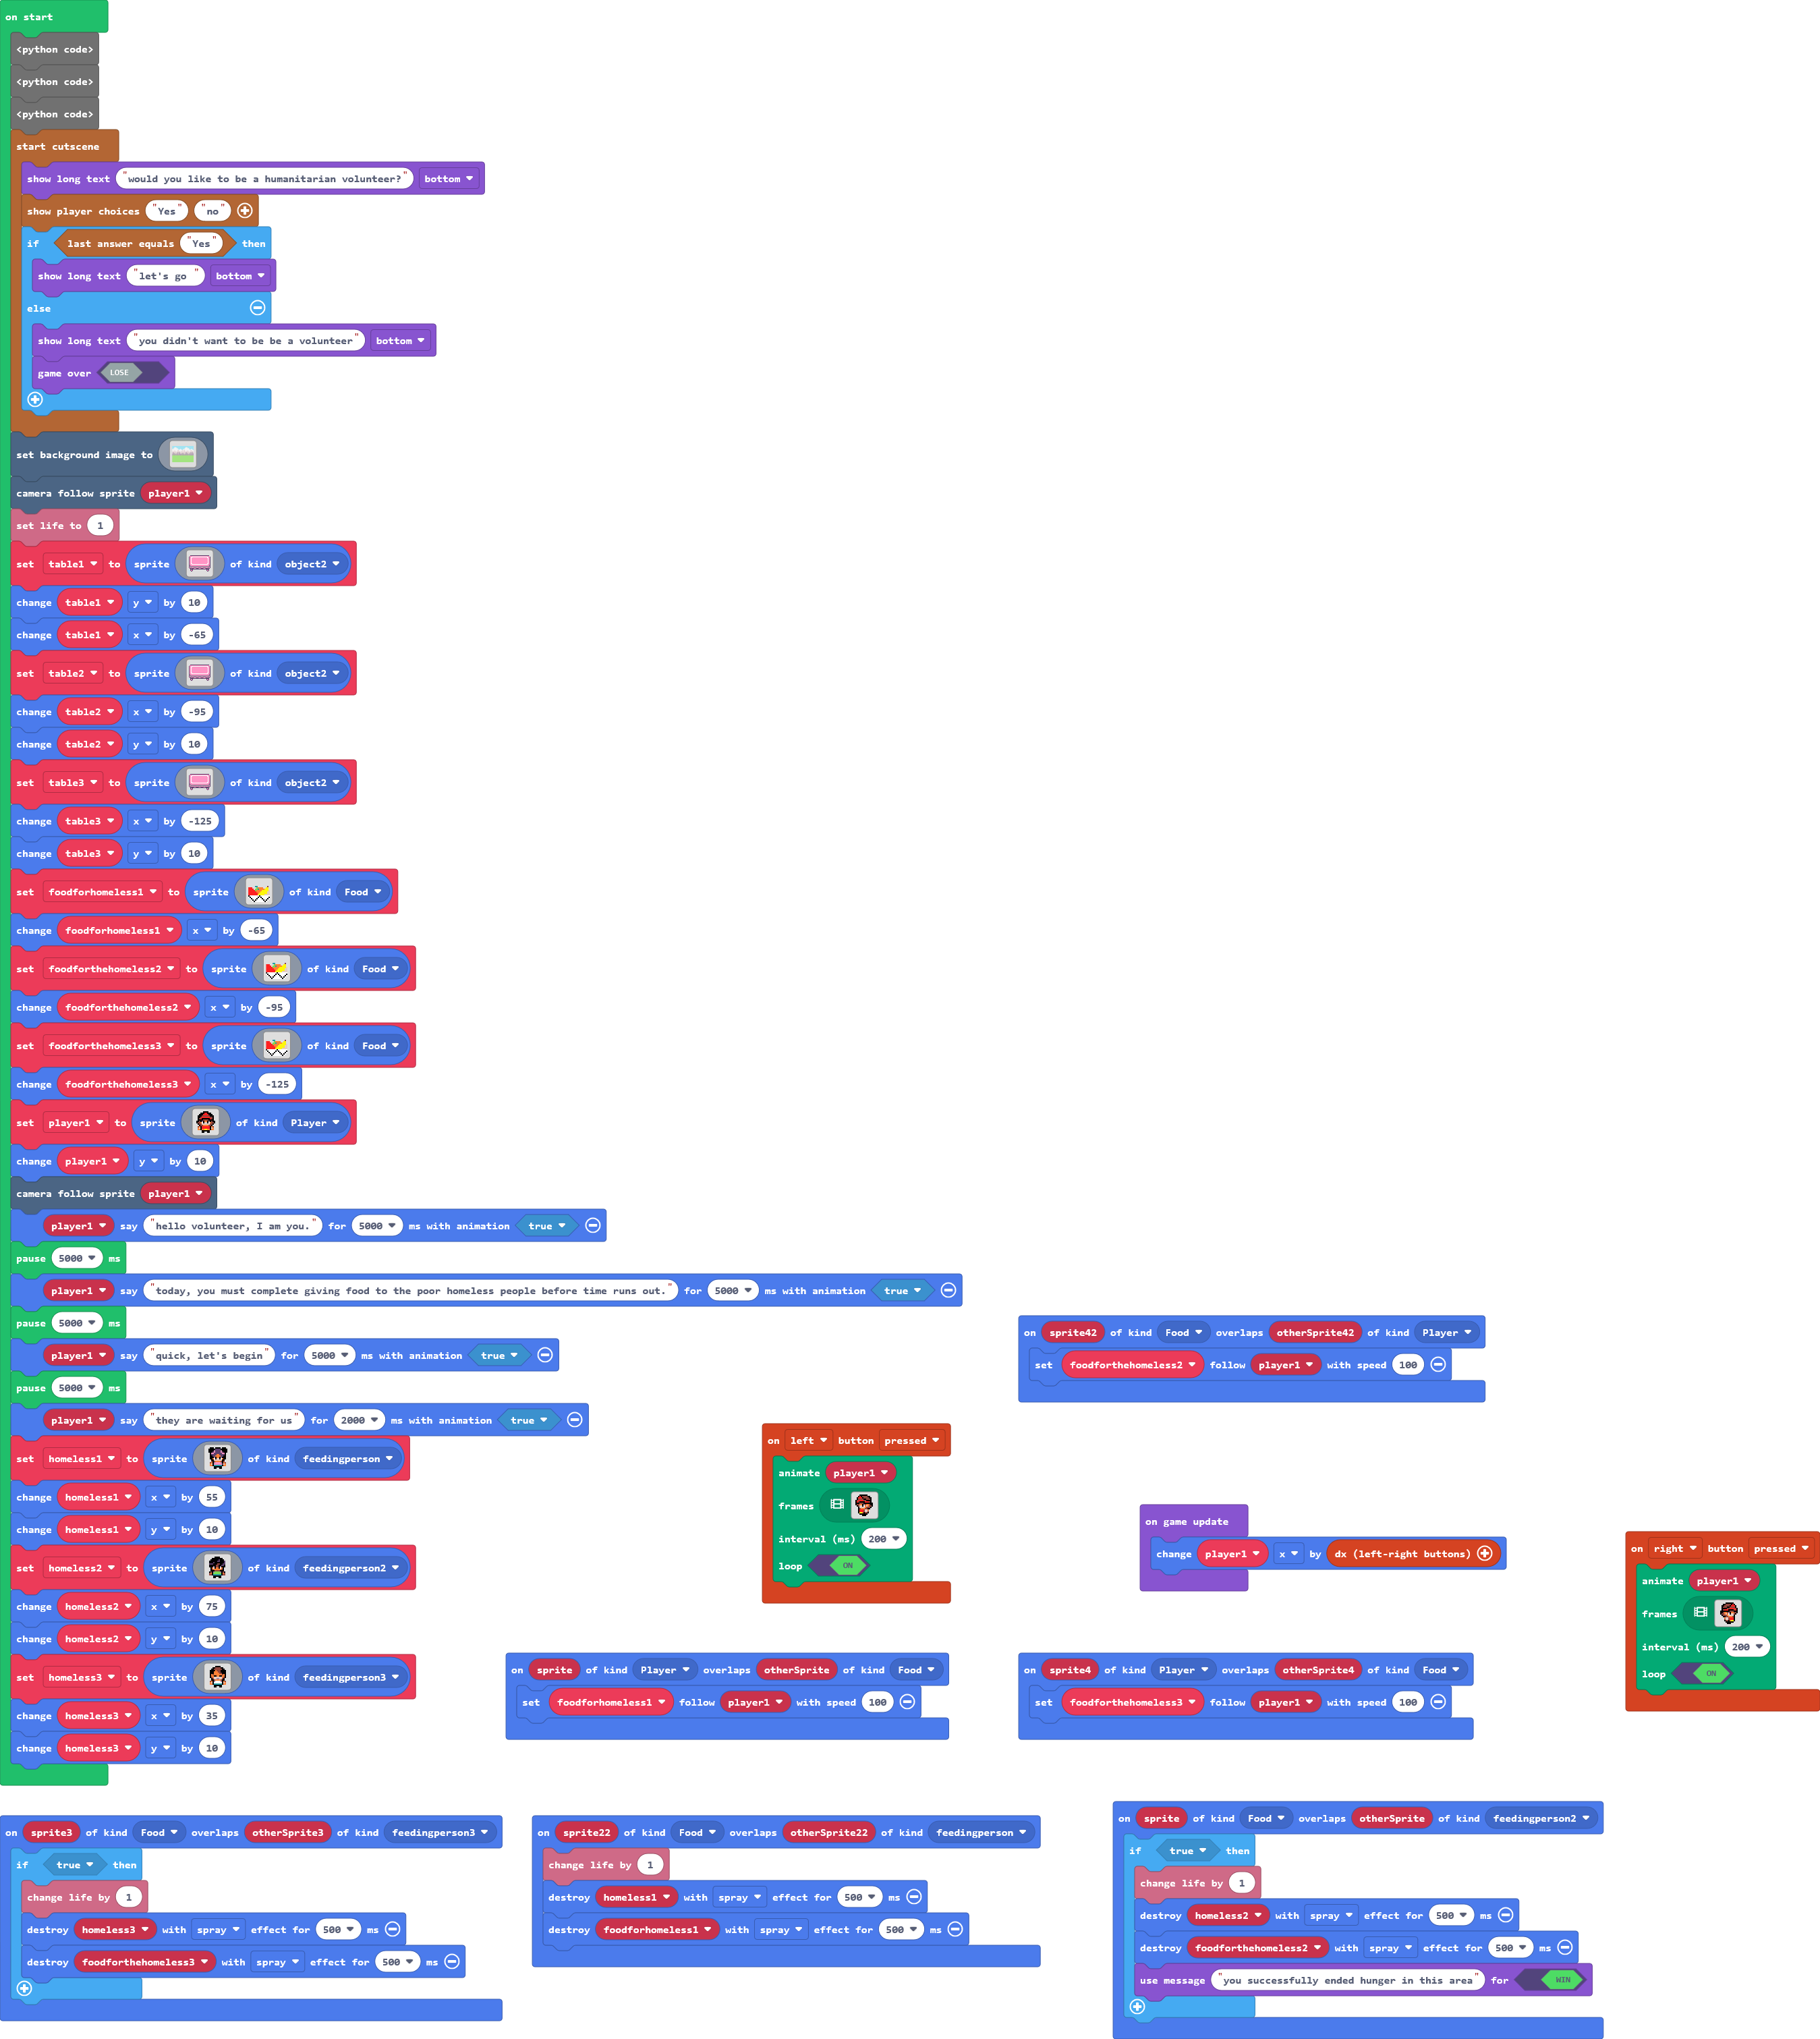 on start
<python code>
<python code>
<python code>
start cutscene
show long text "would you like to be a humanitarian volunteer?" bottom
show player choices "Yes" "no"
if last answer equals "Yes" then
show long text "let's go " bottom
else
show long text "you didn't want to be be a volunteer" bottom
game over LOSE
set background image to
camera follow sprite player1
set life to 1
set table1 to sprite of kind object2
change table1 y by 10
change table1 x by -65
set table2 to sprite of kind object2
change table2 x by -95
change table2 y by 10
set table3 to sprite of kind object2
change table3 x by -125
change table3 y by 10
set foodforhomeless1 to sprite of kind Food
change foodforhomeless1 x by -65
set foodforthehomeless2 to sprite of kind Food
change foodforthehomeless2 x by -95
set foodforthehomeless3 to sprite of kind Food
change foodforthehomeless3 x by -125
set player1 to sprite of kind Player
change player1 y by 10
camera follow sprite player1
player1 say "hello volunteer, I am you." for 5000 ms with animation true
pause 5000 ms
player1 say "today, you must complete giving food to the poor homeless people before time runs out." for 5000 ms with animation true
pause 5000 ms
player1 say "quick, let's begin" for 5000 ms with animation true
pause 5000 ms
player1 say "they are waiting for us" for 2000 ms with animation true
set homeless1 to sprite of kind feedingperson
change homeless1 x by 55
change homeless1 y by 10
set homeless2 to sprite of kind feedingperson2
change homeless2 x by 75
change homeless2 y by 10
set homeless3 to sprite of kind feedingperson3
change homeless3 x by 35
change homeless3 y by 10
on sprite42 of kind Food overlaps otherSprite42 of kind Player
set foodforthehomeless2 follow player1 with speed 100
on left button pressed
animate player1
frames
interval (ms) 200
loop ON
on game update
change player1 x by dx (left-right buttons)
on right button pressed
animate player1
frames
interval (ms) 200
loop ON
on sprite of kind Player overlaps otherSprite of kind Food
set foodforhomeless1 follow player1 with speed 100
on sprite4 of kind Player overlaps otherSprite4 of kind Food
set foodforthehomeless3 follow player1 with speed 100
on sprite3 of kind Food overlaps otherSprite3 of kind feedingperson3
if true then
change life by 1
destroy homeless3 with spray effect for 500 ms
destroy foodforthehomeless3 with spray effect for 500 ms
on sprite22 of kind Food overlaps otherSprite22 of kind feedingperson
change life by 1
destroy homeless1 with spray effect for 500 ms
destroy foodforhomeless1 with spray effect for 500 ms
on sprite of kind Food overlaps otherSprite of kind feedingperson2
if true then
change life by 1
destroy homeless2 with spray effect for 500 ms
destroy foodforthehomeless2 with spray effect for 500 ms
use message "you successfully ended hunger in this area" for WIN